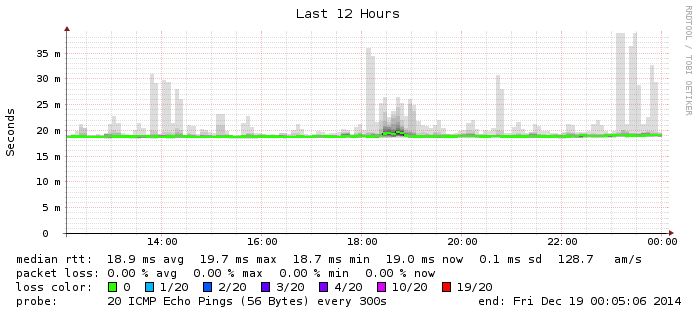 Last 12 Hours
RRDTOOL / TOBI OETIKER
Seconds
35 m
30 m
25 m
20 m
15 m
10 m
5 m
0
14:00 16:00 18:00 20:00 22:00 00:00
median rtt: 18.9 ms avg 19.7 ms max 18.7 ms min 19.0 ms now 0.1 ms sd 128.7 am/s
packet loss: 0.00 % avg 0.00 % max 0.00 % min 0.00 % now
loss color: 0 1/20 2/20 3/20 4/20 10/20 19/20
probe: 20 ICMP Echo Pings (56 Bytes) every 300s end: Fri Dec 19 00:05:06 2014